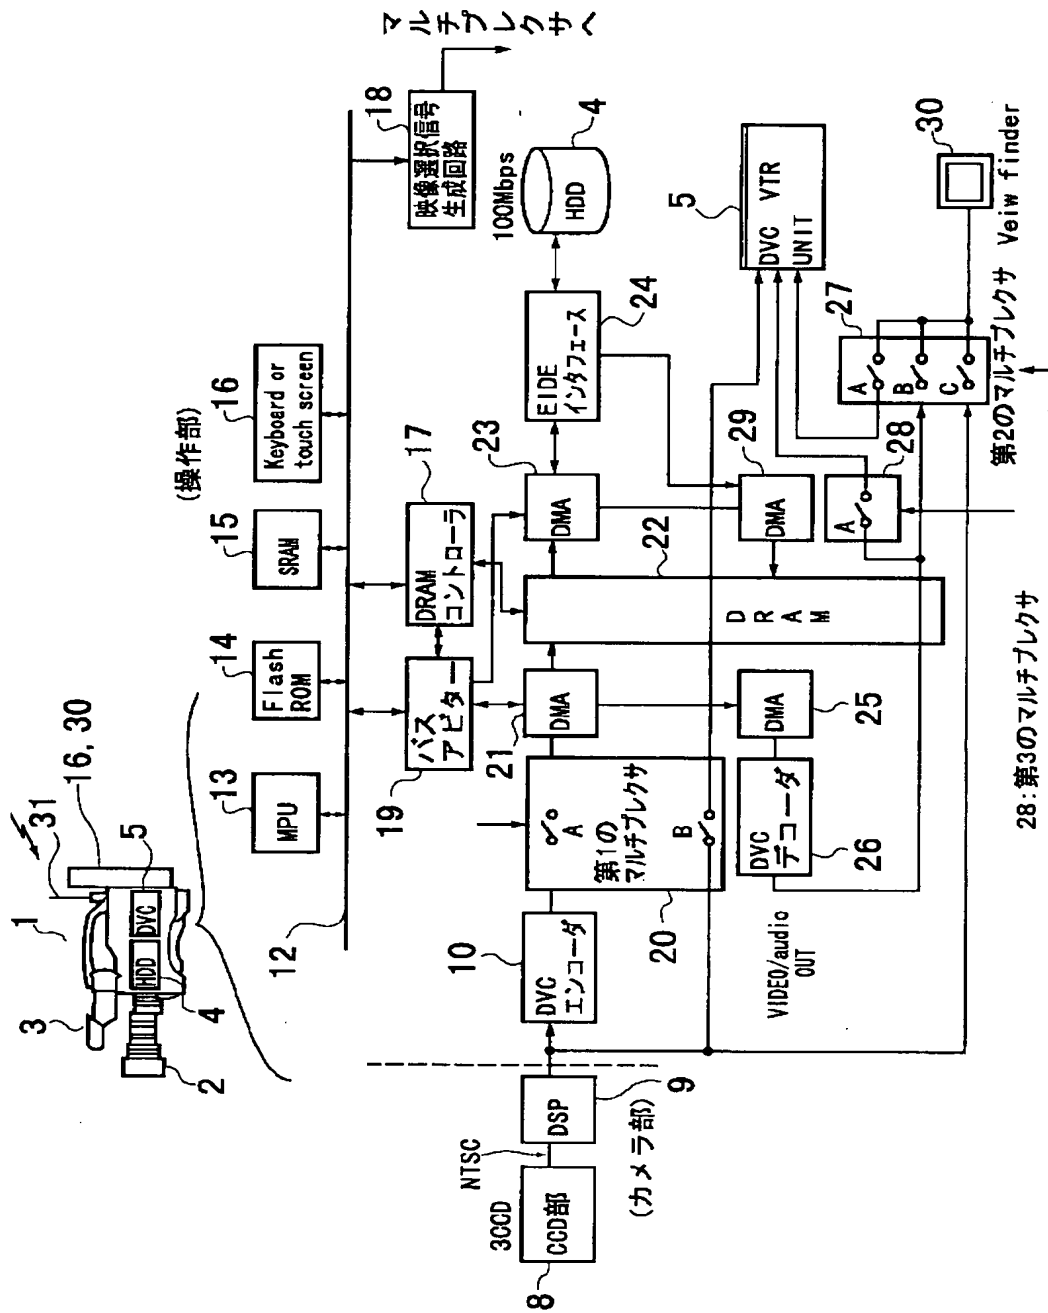 1
31
16, 30
5
3
HDD
DVC
4
2
(操作部)
13
MPU
14
Flash
ROM
15
SRAM
16
Keyboard or
touch screen
12
19
バス
アビター
17
DRAM
コントローラ
18
映像選択信号
生成回路
マルチプレクサへ
3CCD
NTSC
8
CCD部
DSP
9
(カメラ部)
10
DVC
エンコーダ
A
第1の
マルチプレクサ
B
20
21
DMA
22
DRAM
23
DMA
EIDE
インタフェース
24
100Mbps
HDD
4
VIDEO/audio
OUT
DVC
デコーダ
26
DMA
25
29
DMA
5
DVC VTR
UNIT
A
28
27
A
B
C
第2のマルチプレクサ
30
Veiw finder
28:第3のマルチプレクサ